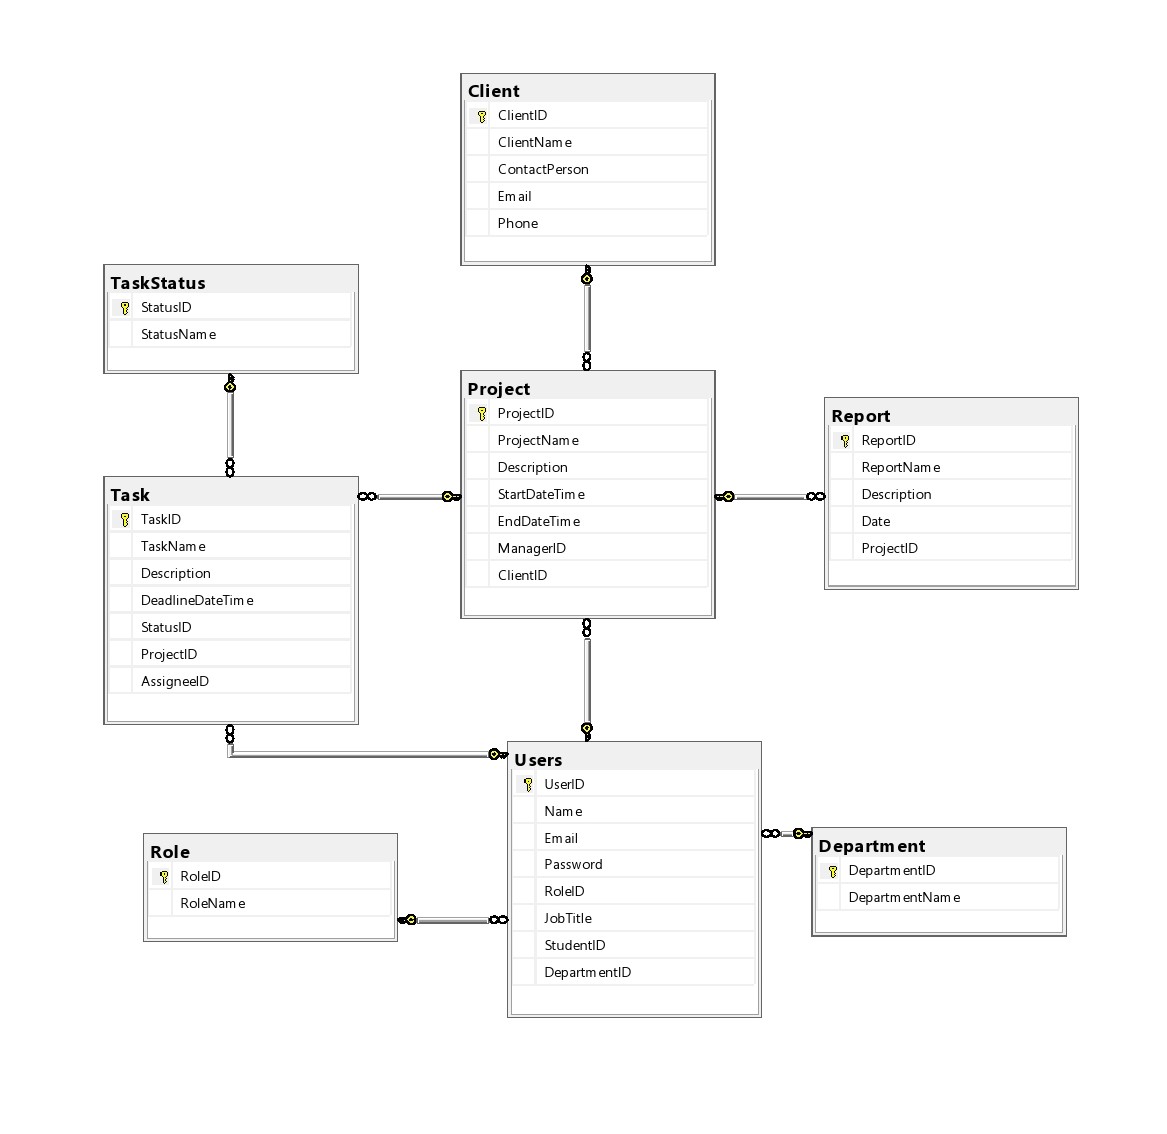 Client
ClientID
ClientName
ContactPerson
Email
Phone
TaskStatus
StatusID
StatusName
Project
ProjectID
ProjectName
Description
StartDateTime
EndDateTime
ManagerID
ClientID
Report
ReportID
ReportName
Description
Date
ProjectID
Task
TaskID
TaskName
Description
DeadlineDateTime
StatusID
ProjectID
AssigneeID
Users
UserID
Name
Email
Password
RoleID
JobTitle
StudentID
DepartmentID
Role
RoleID
RoleName
Department
DepartmentID
DepartmentName